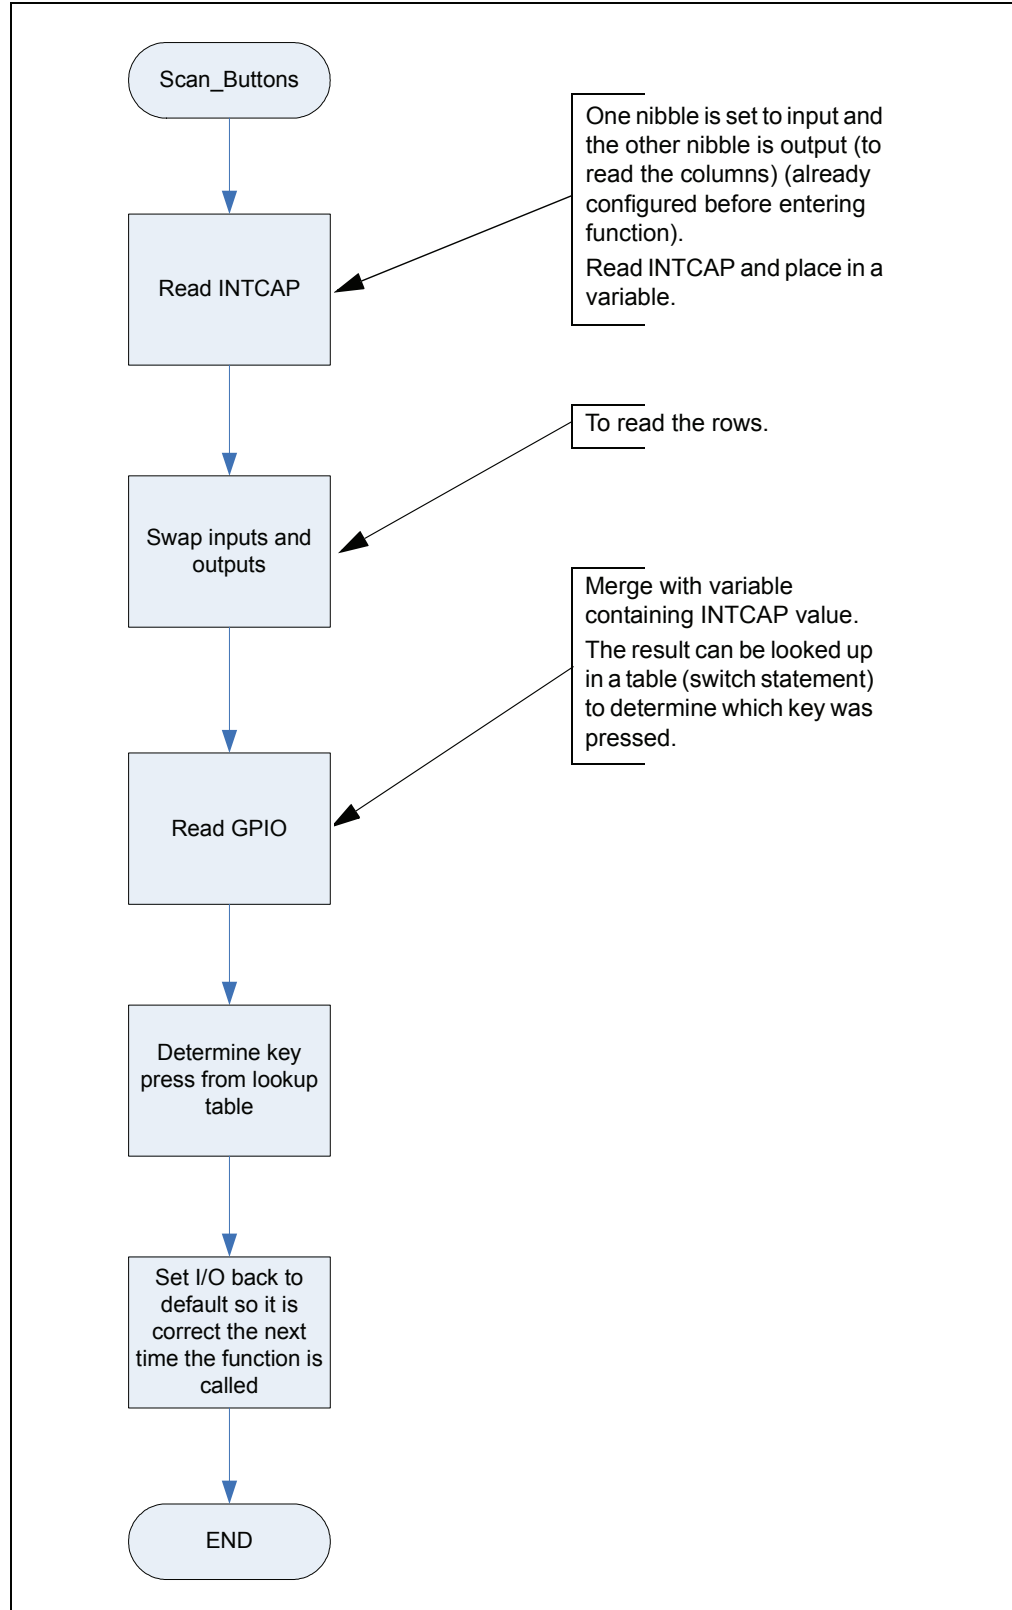 Scan_Buttons
One nibble is set to input and
the other nibble is output (to
read the columns) (already
configured before entering
function).
Read INTCAP and place in a
variable.
Read INTCAP
To read the rows.
Swap inputs and
outputs
Merge with variable
containing INTCAP value.
The result can be looked up
in a table (switch statement)
to determine which key was
pressed.
Read GPIO
Determine key
press from lookup
table
Set I/O back to
default so it is
correct the next
time the function is
called
END